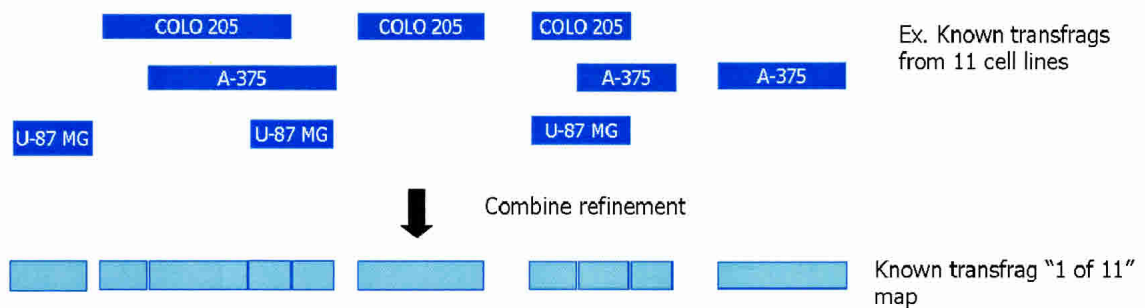 COLO 205 COLO 205 COLO 205
Ex. Known transfrags
from 11 cell lines
A-375 A-375 A-375
U-87 MG U-87 MG U-87 MG
Combine refinement
Known transfrag “1 of 11”
map